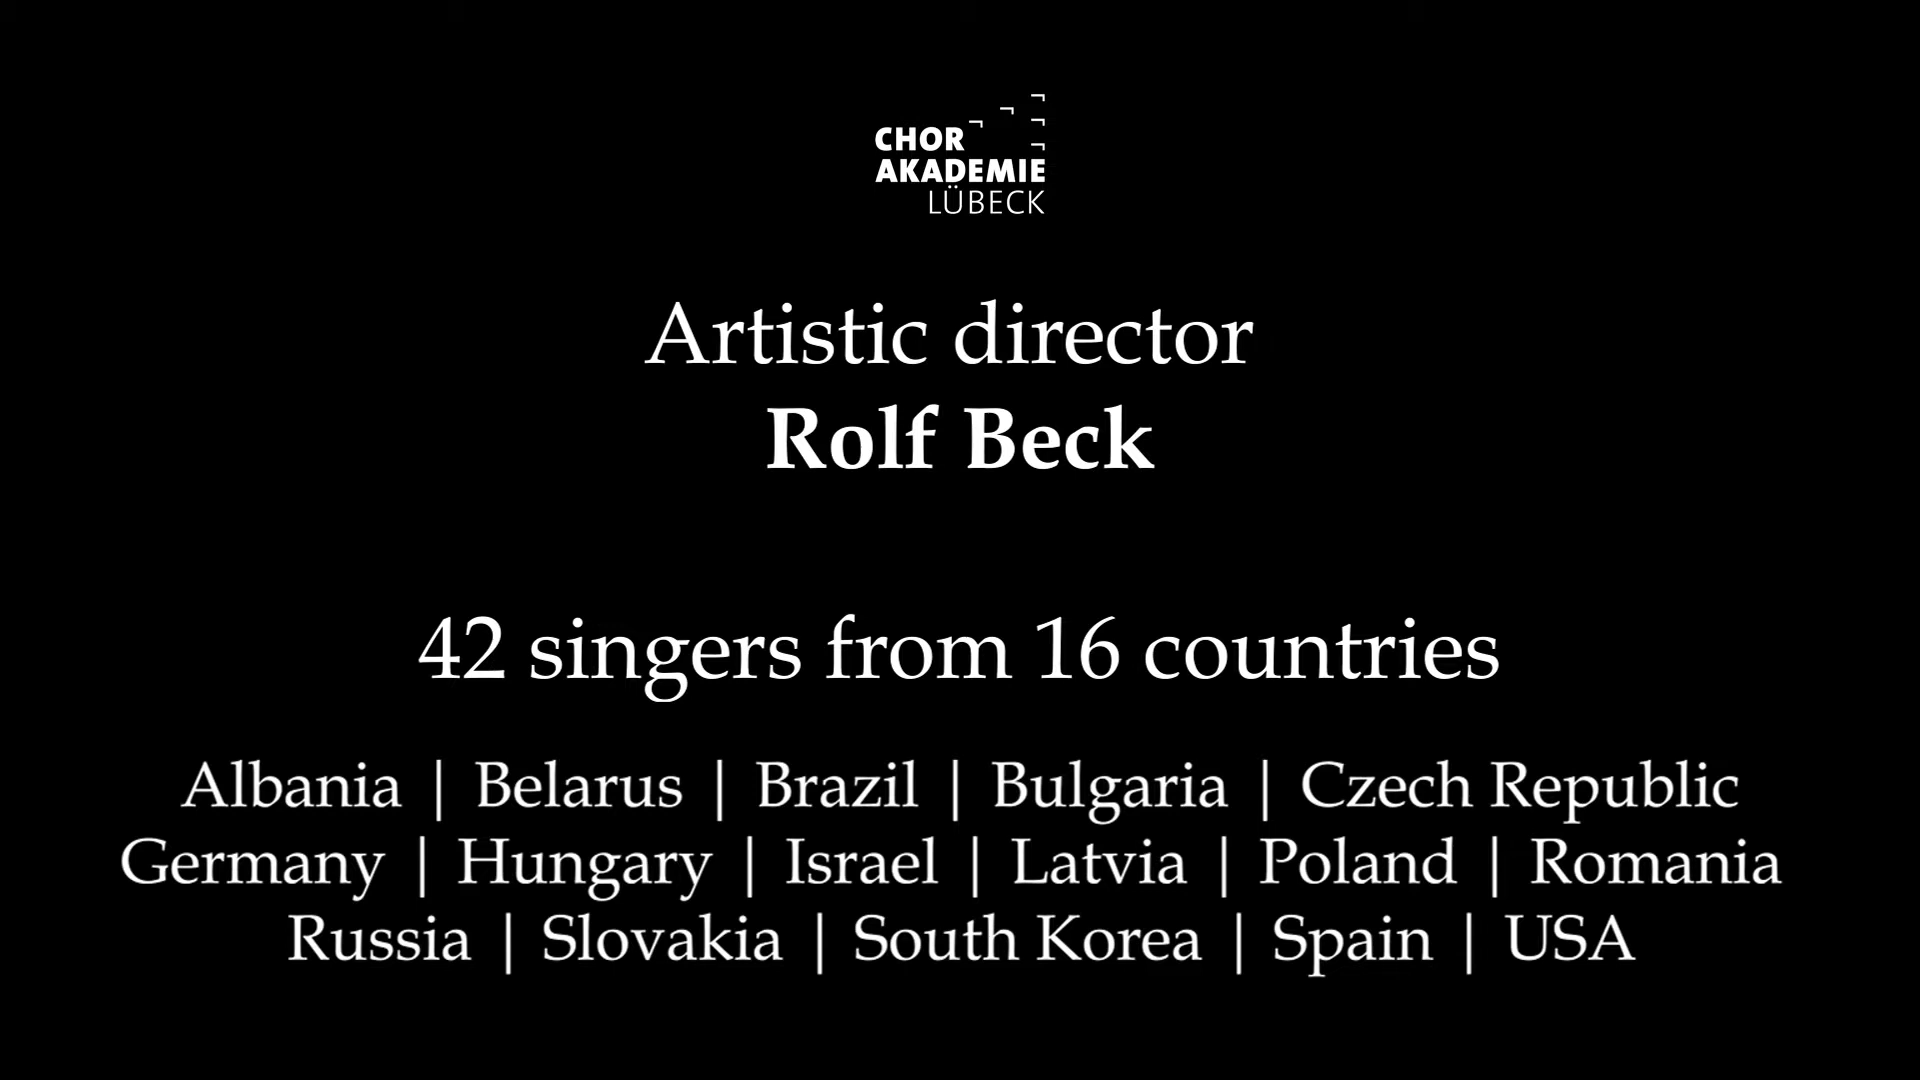 CHOR
AKADEMIE
LÜBECK
Artistic director
Rolf Beck
42 singers from 16 countries
Albania | Belarus | Brazil | Bulgaria | Czech Republic
Germany | Hungary | Israel | Latvia | Poland | Romania
Russia | Slovakia | South Korea | Spain | USA